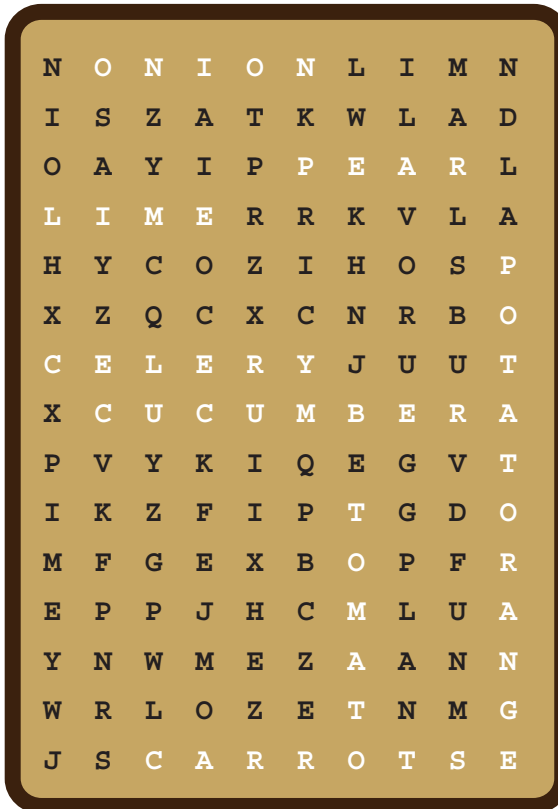 N O N I O N L I M N
I S Z A T K W L A D
O A Y I P P E A R L
L I M E R R K V L A
H Y C O Z I H O S P
X Z Q C X C N R B O
C E L E R Y J U U T
X C U C U M B E R A
P V Y K I Q E G V T
I K Z F I P T G D O
M F G E X B O P F R
E P P J H C M L U A
Y N W M E Z A A N N
W R L O Z E T N M G
J S C A R R O T S E